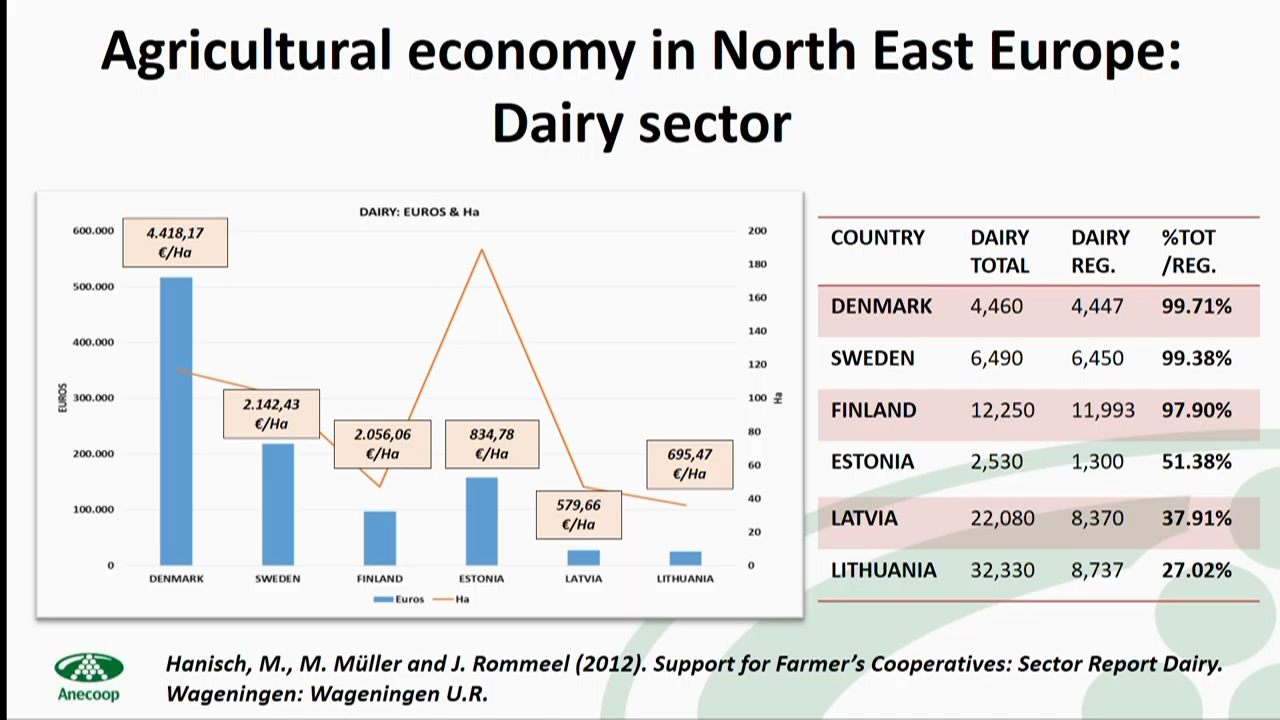 Agricultural economy in North East Europe:
Dairy sector
DAIRY: EUROS & Ha
600.000
500.000
400.000
300.000
200.000
100.000
0
EUROS
200
180
160
140
120
100
80
60
40
20
0
Ha
4.418,17
€/Ha
2.142,43
€/Ha
2.056,06
€/Ha
834,78
€/Ha
579,66
€/Ha
695,47
€/Ha
DENMARK SWEDEN FINLAND ESTONIA LATVIA LITHUANIA
Euros Ha
COUNTRY DAIRY DAIRY %TOT
TOTAL REG. /REG.
DENMARK 4,460 4,447 99.71%
SWEDEN 6,490 6,450 99.38%
FINLAND 12,250 11,993 97.90%
ESTONIA 2,530 1,300 51.38%
LATVIA 22,080 8,370 37.91%
LITHUANIA 32,330 8,737 27.02%
Anecoop
Hanisch, M., M. Müller and J. Rommeel (2012). Support for Farmer's Cooperatives: Sector Report Dairy.
Wageningen: Wageningen U.R.